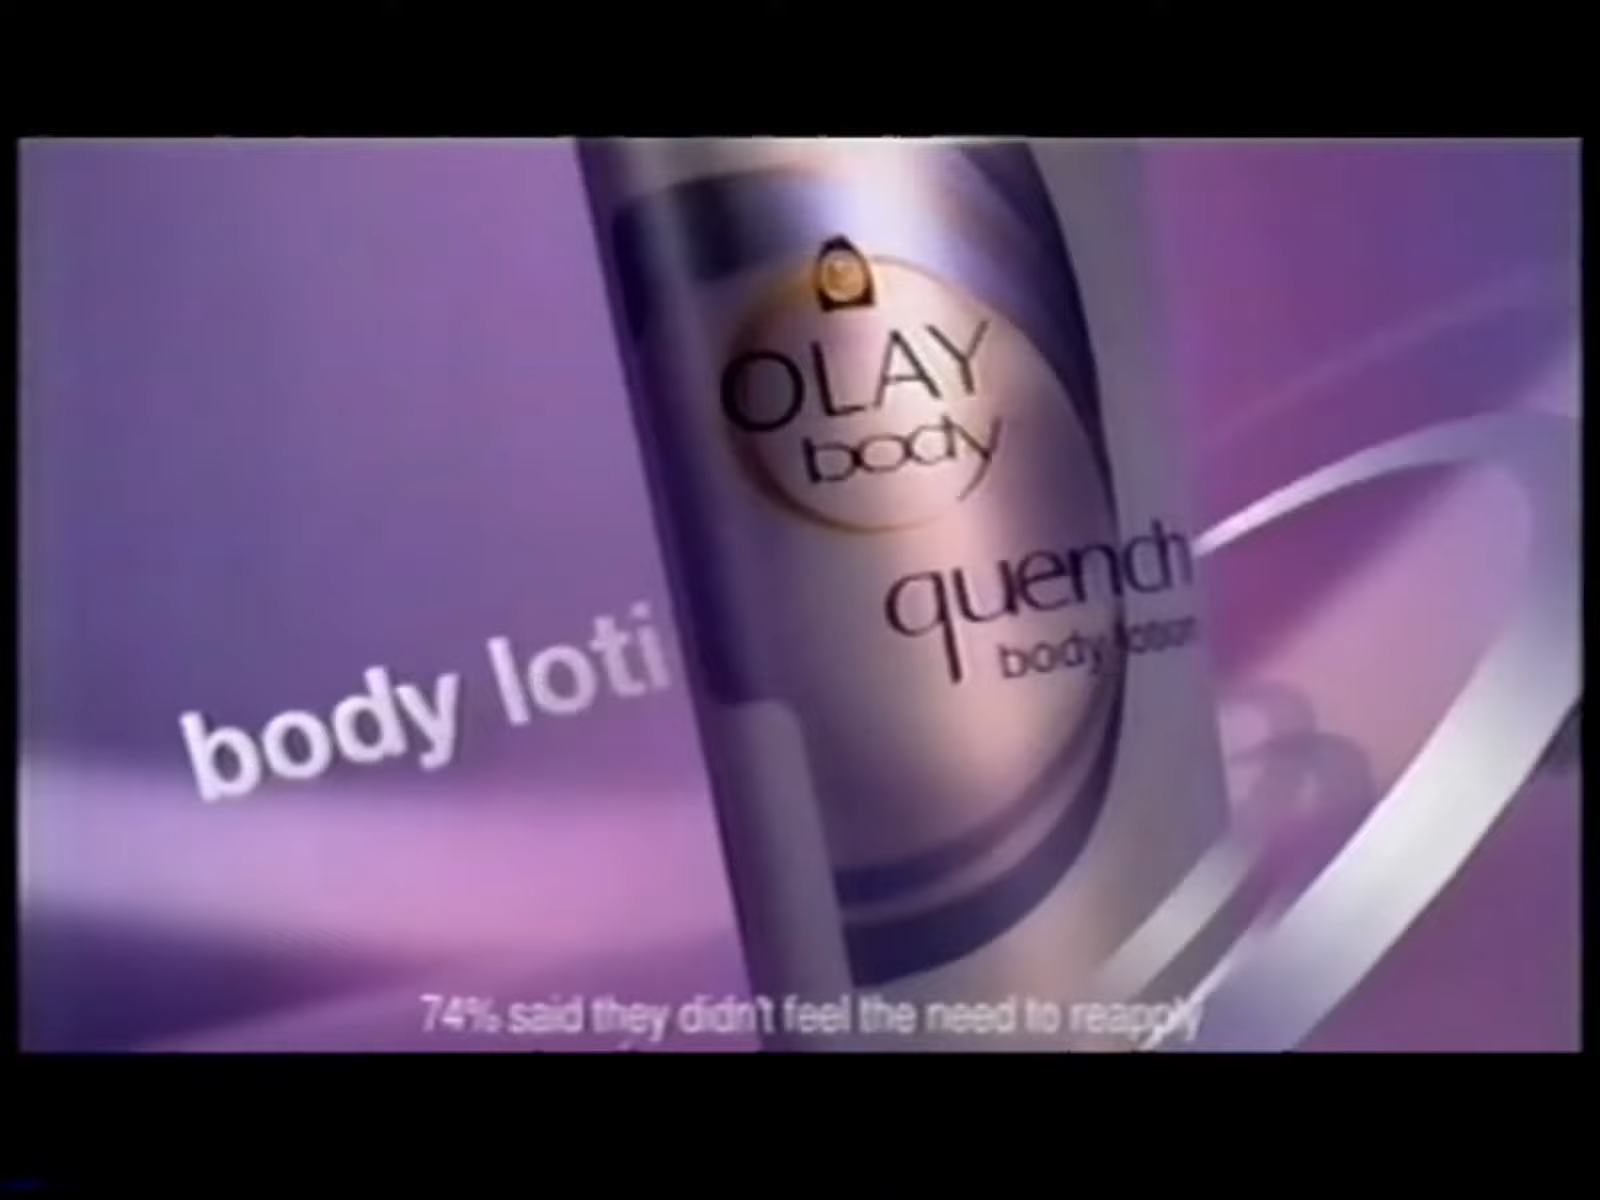 OLAY
body
quench
body lotion
body loti
74% said they didn't feel the need to reapply